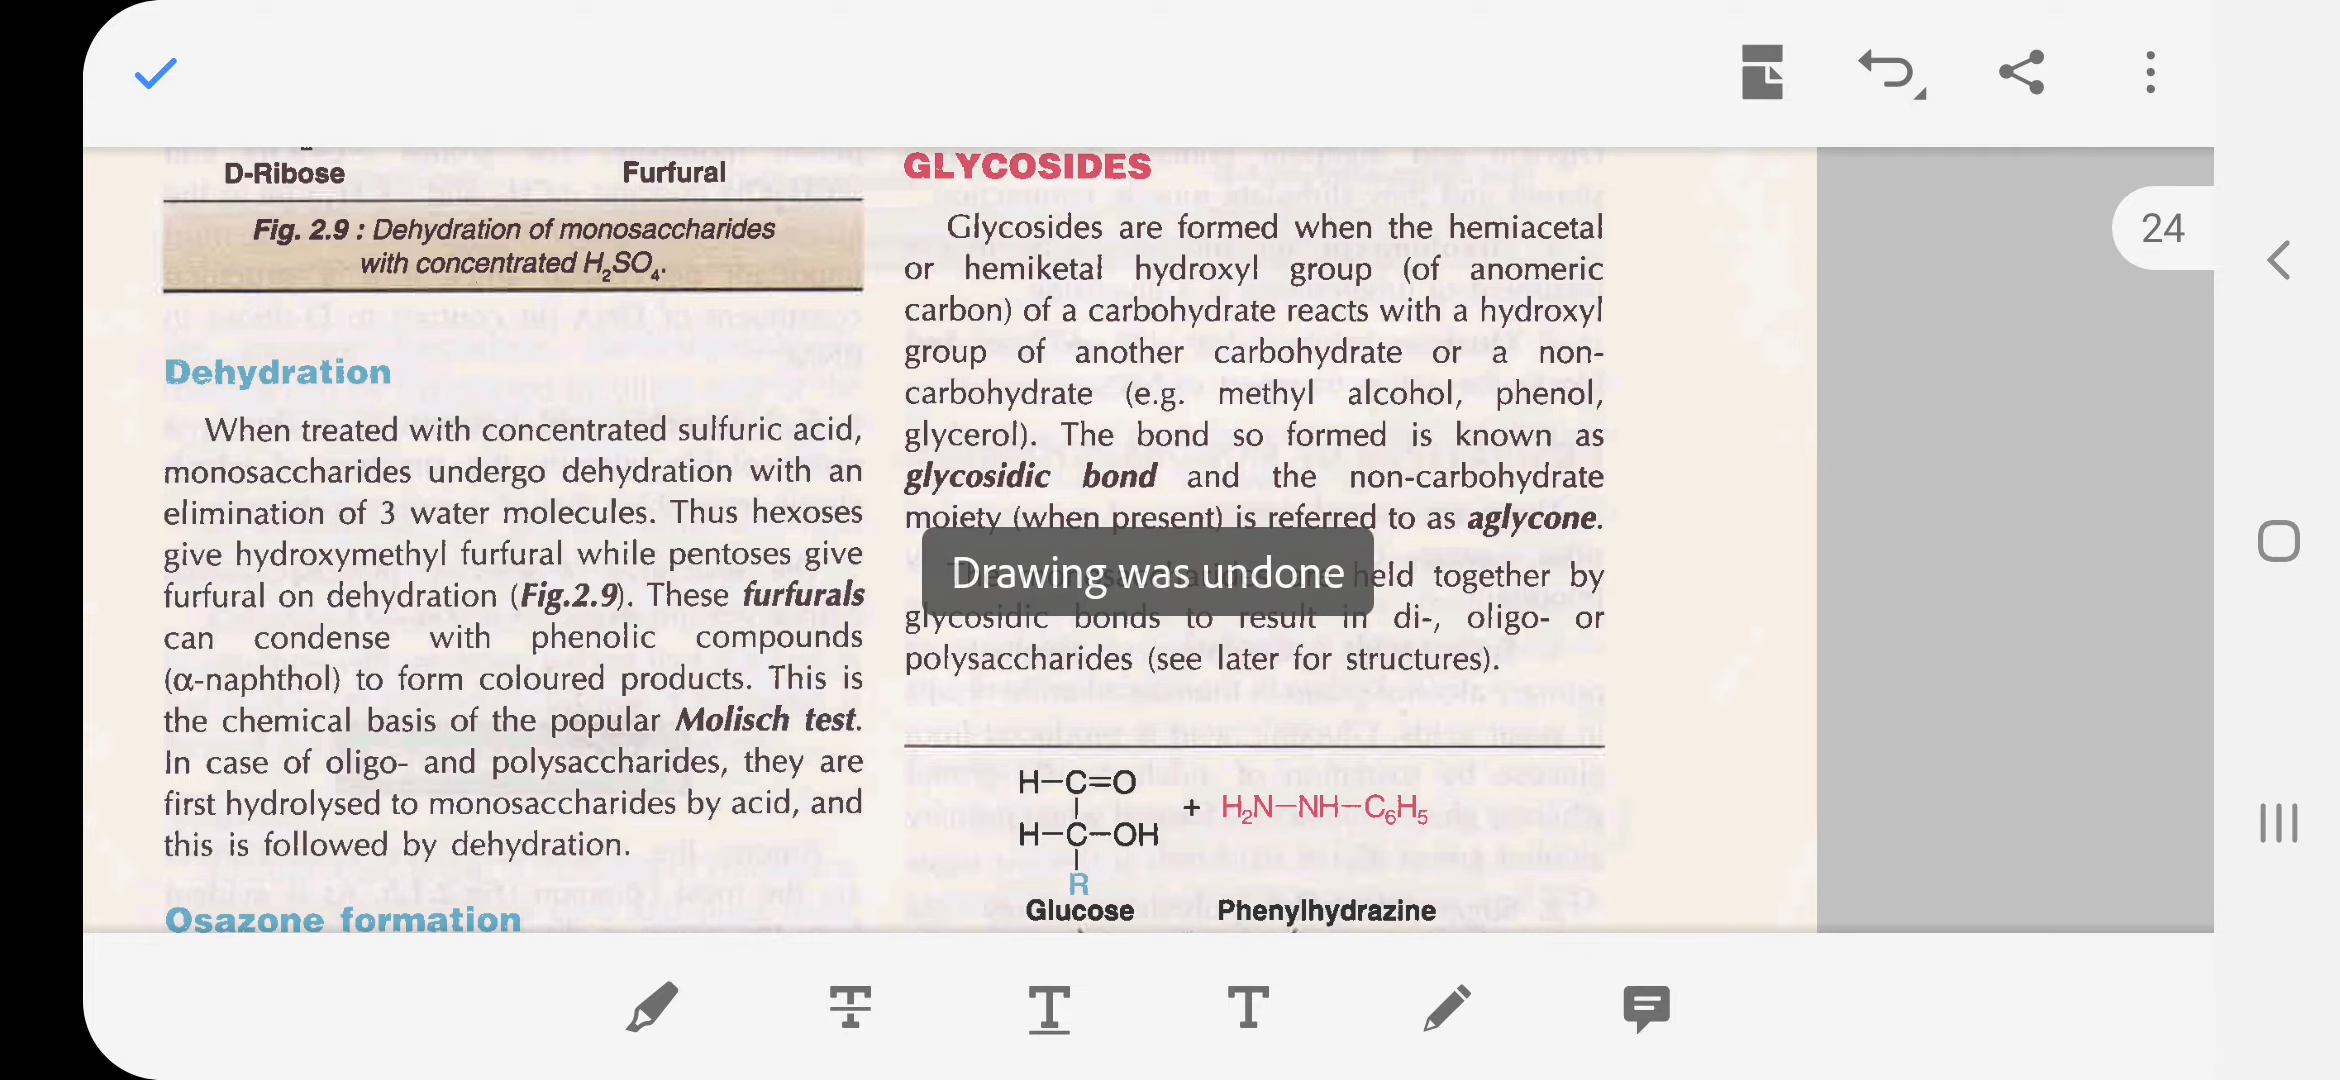 24
D-Ribose Furfural
Fig. 2.9 : Dehydration of monosaccharides
with concentrated H₂SO₄.
Dehydration
When treated with concentrated sulfuric acid,
monosaccharides undergo dehydration with an
elimination of 3 water molecules. Thus hexoses
give hydroxymethyl furfural while pentoses give
furfural on dehydration (Fig.2.9). These furfurals
can condense with phenolic compounds
(α-naphthol) to form coloured products. This is
the chemical basis of the popular Molisch test.
In case of oligo- and polysaccharides, they are
first hydrolysed to monosaccharides by acid, and
this is followed by dehydration.
Osazone formation
GLYCOSIDES
Glycosides are formed when the hemiacetal
or hemiketal hydroxyl group (of anomeric
carbon) of a carbohydrate reacts with a hydroxyl
group of another carbohydrate or a non-
carbohydrate (e.g. methyl alcohol, phenol,
glycerol). The bond so formed is known as
glycosidic bond and the non-carbohydrate
moiety (when present) is referred to as aglycone.
Drawing was undone
held together by
glycosidic bonds to result in di-, oligo- or
polysaccharides (see later for structures).
H–C=O
+ H₂N–NH–C₆H₅
H–C–OH
R
Glucose Phenylhydrazine